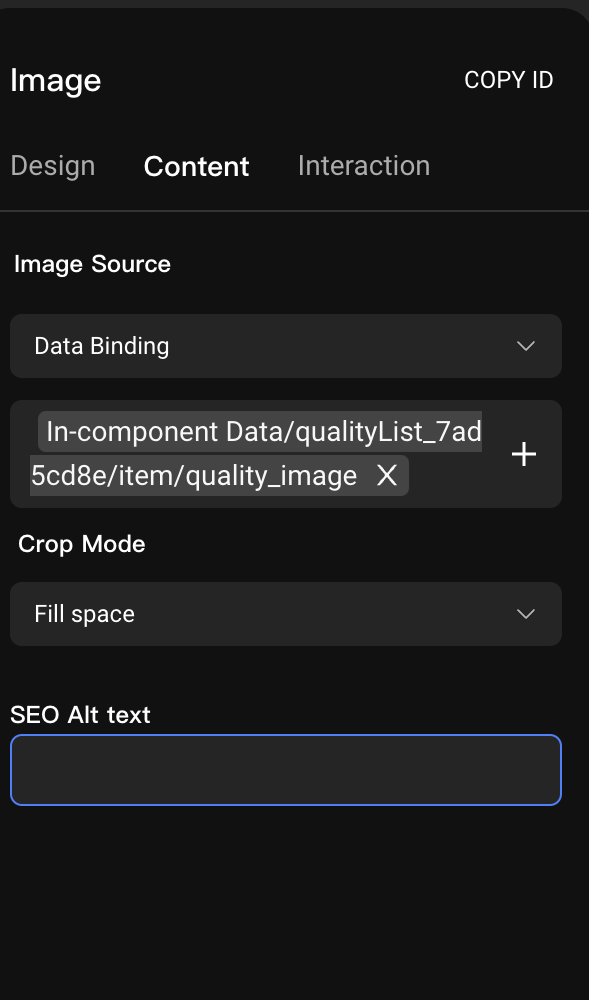 Image
COPY ID
Design Content Interaction
Image Source
Data Binding
In-component Data/qualityList_7ad
5cd8e/item/quality_image X
Crop Mode
Fill space
SEO Alt text